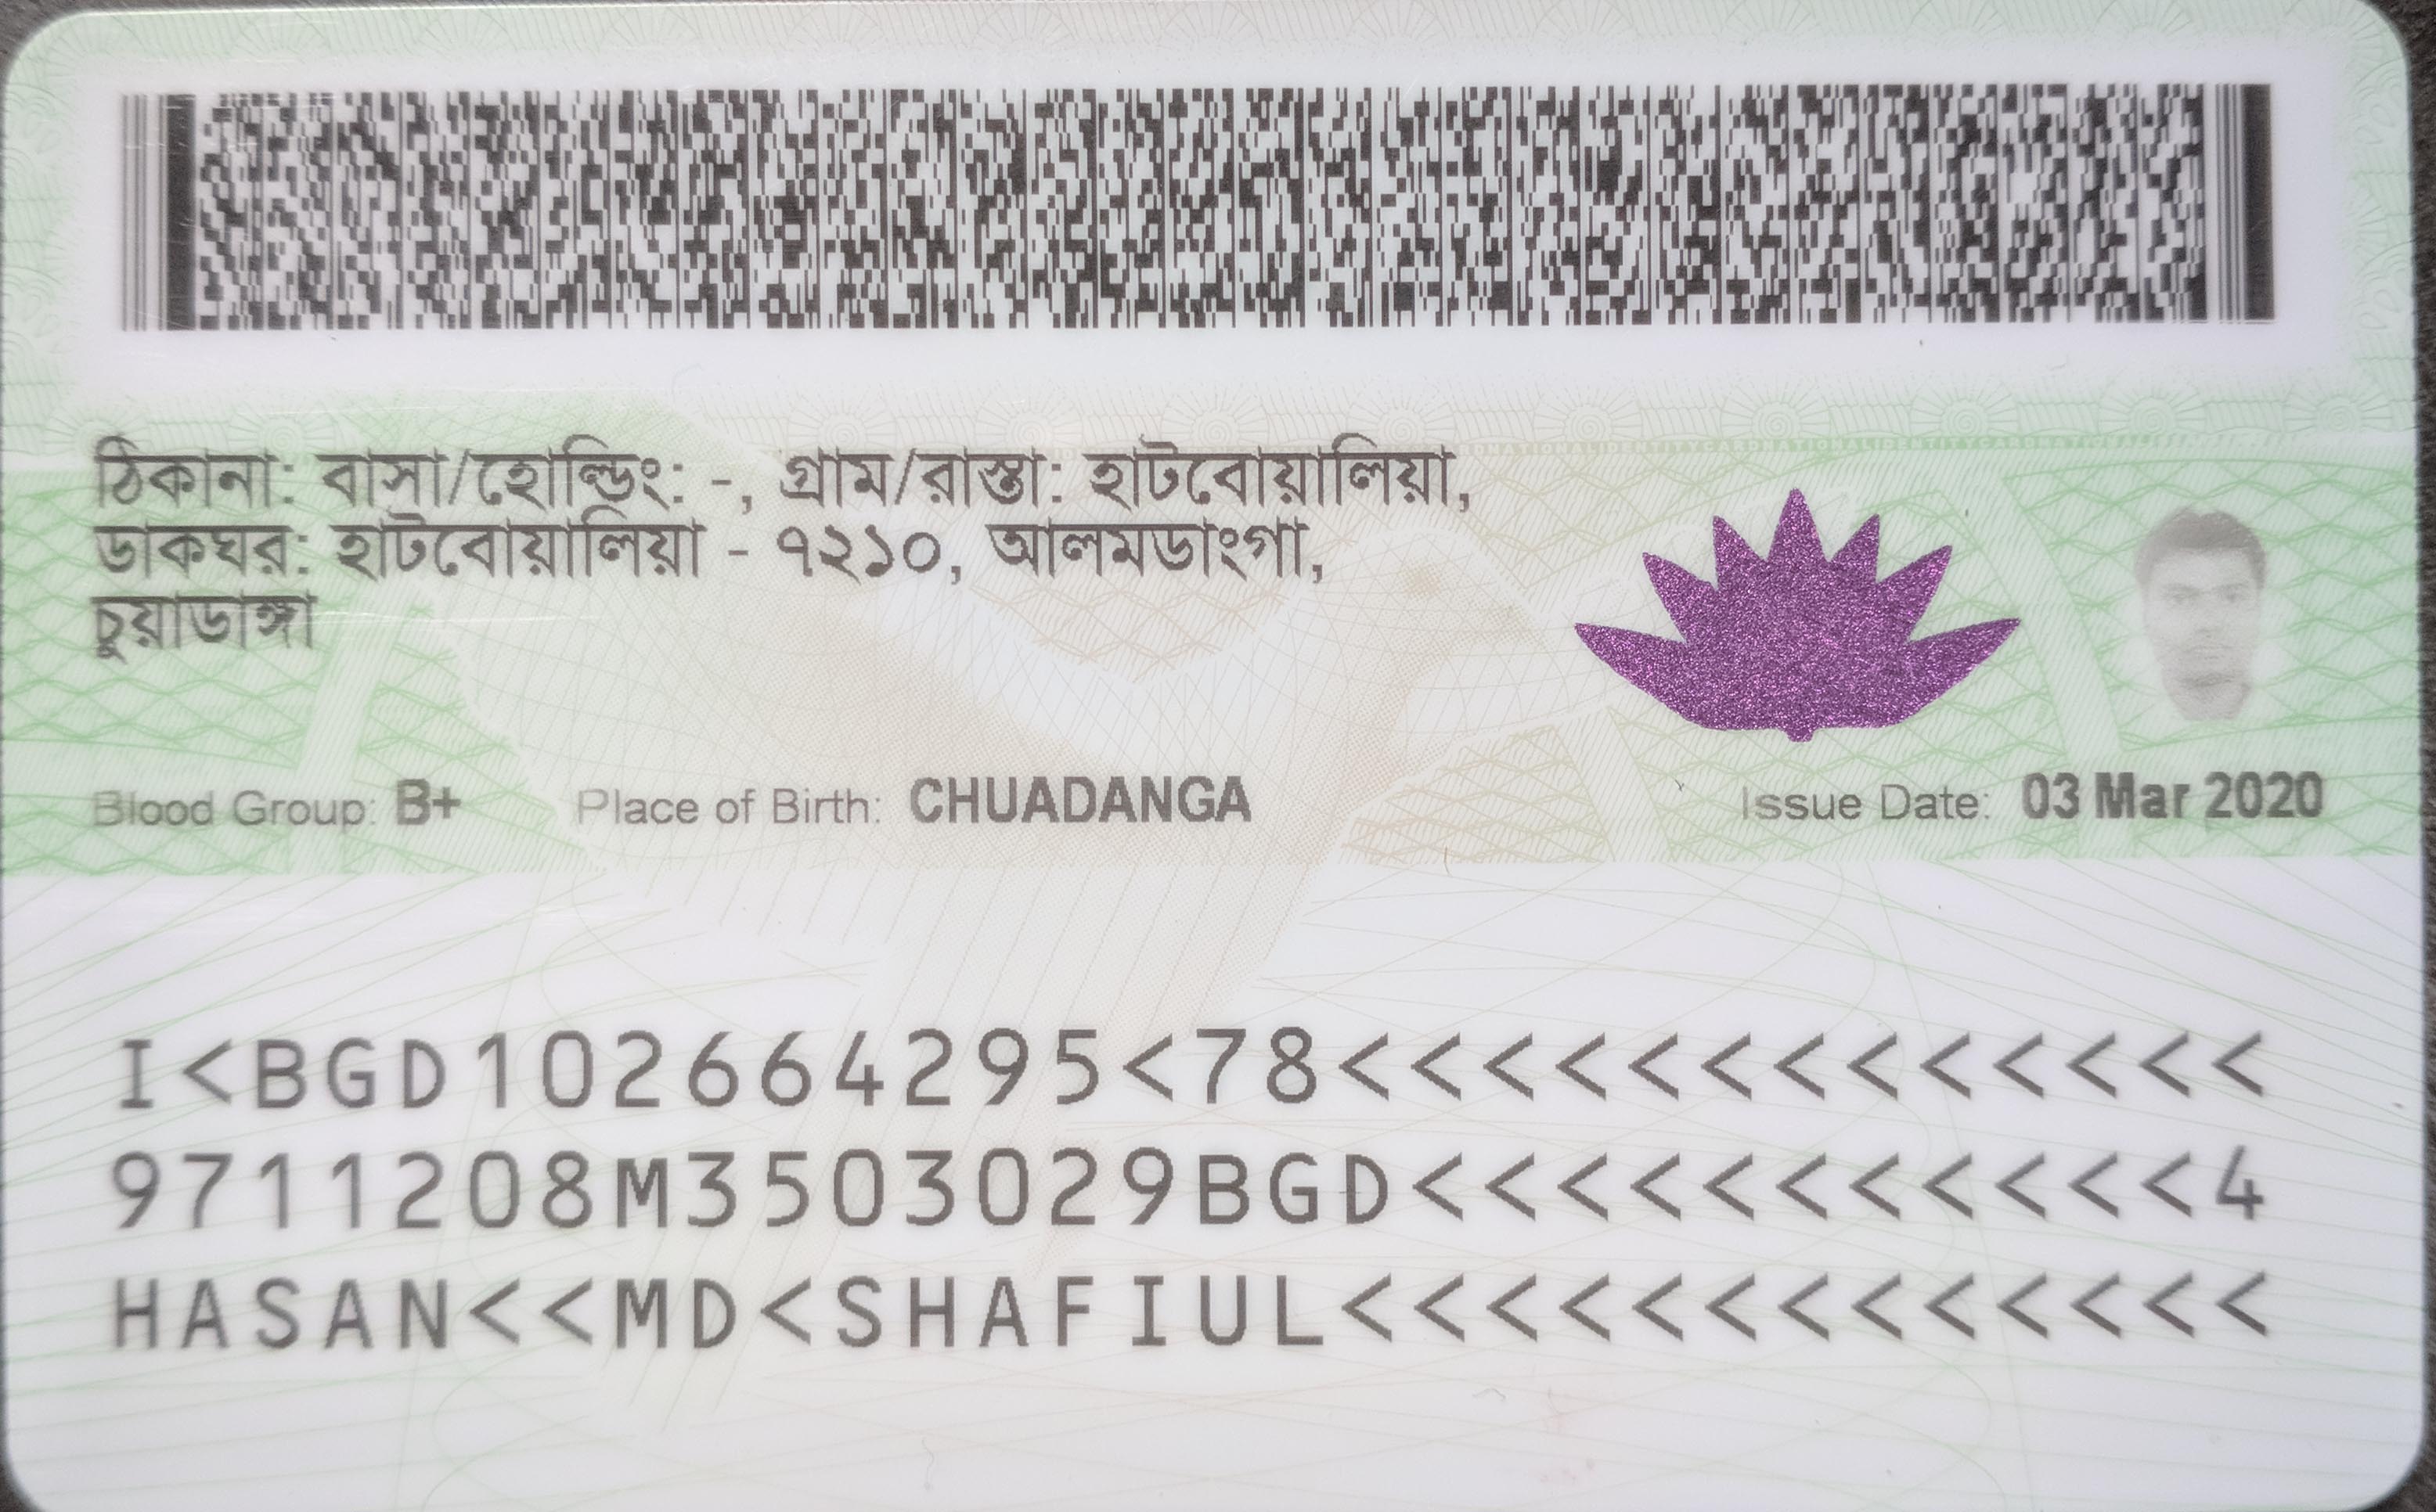 ঠিকানা: বাসা/হোল্ডিং: -, গ্রাম/রাস্তা: হাটবোয়ালিয়া,
ডাকঘর: হাটবোয়ালিয়া - ৭২১০, আলমডাংগা,
চুয়াডাঙ্গা
Blood Group: B+ Place of Birth: CHUADANGA Issue Date: 03 Mar 2020
I<BGD102664295<78<<<<<<<<<<<<<
9711208M3503029BGD<<<<<<<<<<<4
HASAN<<MD<SHAFIUL<<<<<<<<<<<<<